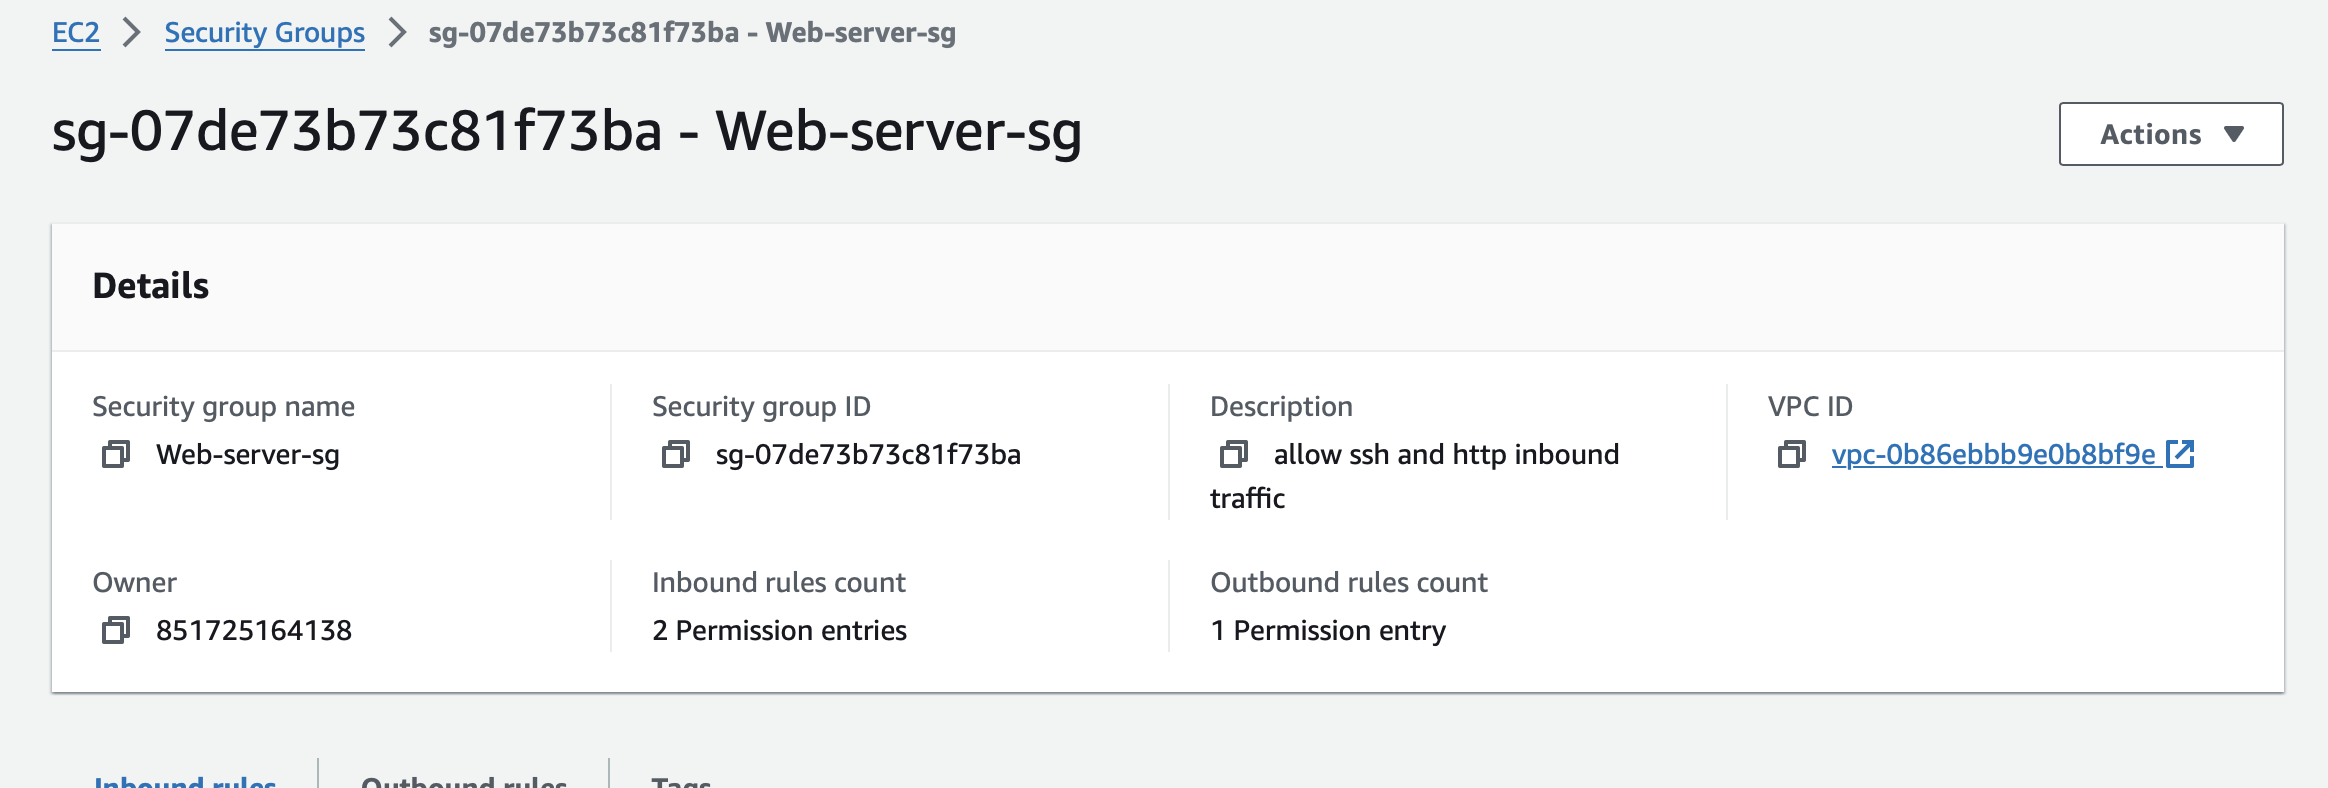 EC2 > Security Groups > sg-07de73b73c81f73ba - Web-server-sg
sg-07de73b73c81f73ba - Web-server-sg
Actions
Details
Security group name
Web-server-sg
Security group ID
sg-07de73b73c81f73ba
Description
allow ssh and http inbound
traffic
VPC ID
vpc-0b86ebbb9e0b8bf9e
Owner
851725164138
Inbound rules count
2 Permission entries
Outbound rules count
1 Permission entry
Inbound rules
Outbound rules
Tags